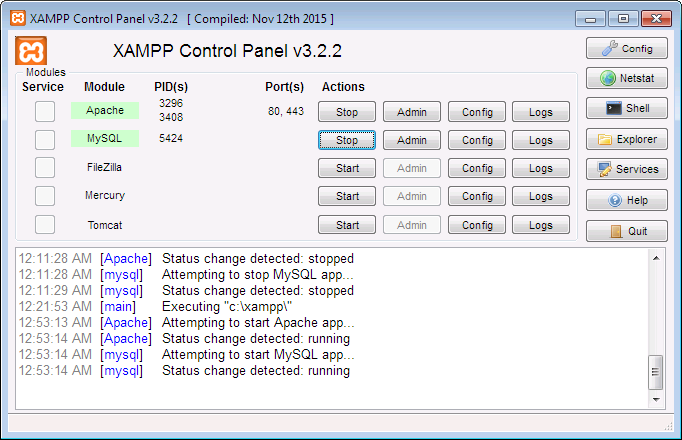 XAMPP Control Panel v3.2.2 [ Compiled: Nov 12th 2015 ]
XAMPP Control Panel v3.2.2
Config
Modules
Service Module PID(s) Port(s) Actions
Netstat
Apache 3296 3408 80, 443 Stop Admin Config Logs
Shell
MySQL 5424 Stop Admin Config Logs
Explorer
FileZilla Start Admin Config Logs
Services
Mercury Start Admin Config Logs
Help
Tomcat Start Admin Config Logs
Quit
12:11:28 AM [Apache] Status change detected: stopped
12:11:28 AM [mysql] Attempting to stop MySQL app...
12:11:29 AM [mysql] Status change detected: stopped
12:21:53 AM [main] Executing "c:\xampp\"
12:53:13 AM [Apache] Attempting to start Apache app...
12:53:14 AM [Apache] Status change detected: running
12:53:14 AM [mysql] Attempting to start MySQL app...
12:53:14 AM [mysql] Status change detected: running